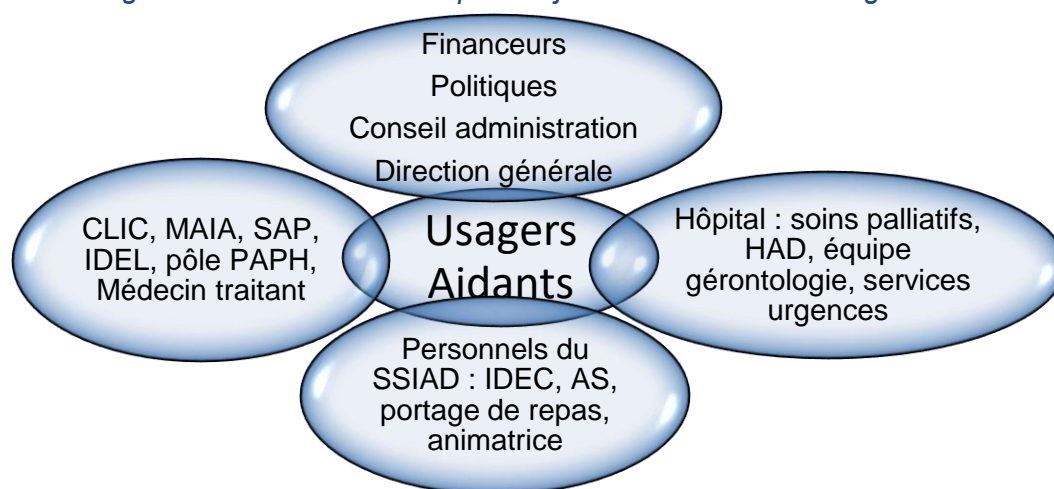 Financeurs
Politiques
Conseil administration
Direction générale
CLIC, MAIA, SAP,
IDEL, pôle PAPH,
Médecin traitant
Usagers
Aidants
Hôpital : soins palliatifs,
HAD, équipe
gérontologie, services
urgences
Personnels du
SSIAD : IDEC, AS,
portage de repas,
animatrice